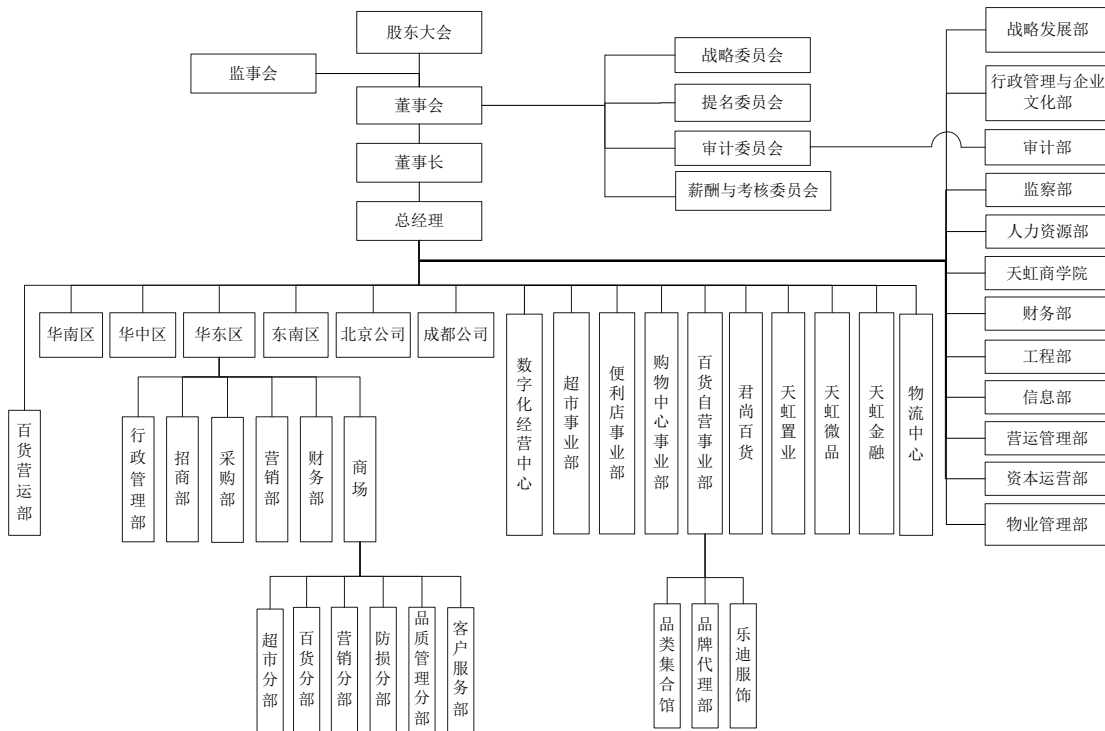 股东大会
监事会
董事会
董事长
总经理
战略委员会
提名委员会
审计委员会
薪酬与考核委员会
战略发展部
行政管理与企业
文化部
审计部
监察部
人力资源部
天虹商学院
财务部
工程部
信息部
营运管理部
资本运营部
物业管理部
百货营运部
华南区
华中区
华东区
东南区
北京公司
成都公司
数字化经营中心
超市事业部
便利店事业部
购物中心事业部
百货自营事业部
君尚百货
天虹置业
天虹微品
天虹金融
物流中心
行政管理部
招商部
采购部
营销部
财务部
商场
超市分部
百货分部
营销分部
防损分部
品质管理分部
客户服务部
品类集合馆
品牌代理部
乐迪服饰